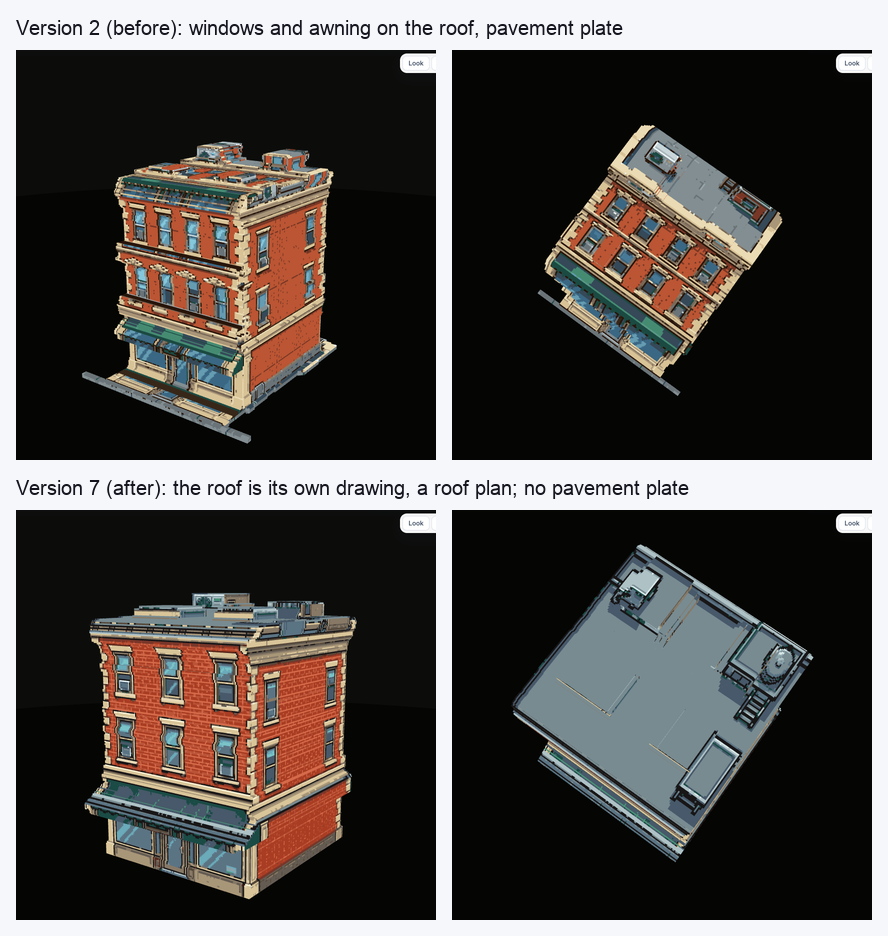 Version 2 (before): windows and awning on the roof, pavement plate
Look
Look
Version 7 (after): the roof is its own drawing, a roof plan; no pavement plate
Look
Look